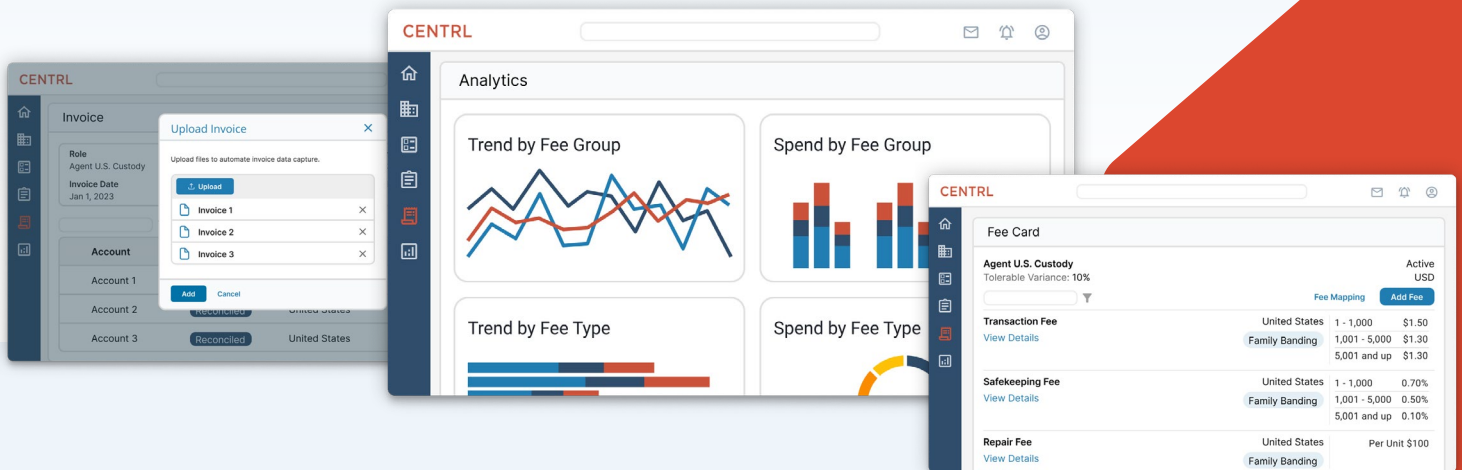 CENTRL
Invoice
Role
Agent U.S. Custody
Invoice Date
Jan 1, 2023
Account
Account 1
Account 2
Reconciled
United States
Account 3
Reconciled
United States
Upload Invoice
Upload files to automate invoice data capture.
Upload
Invoice 1
Invoice 2
Invoice 3
Add
Cancel
CENTRL
Analytics
Trend by Fee Group
Spend by Fee Group
Trend by Fee Type
Spend by Fee Type
CENTRL
Fee Card
Agent U.S. Custody
Active
Tolerable Variance: 10%
USD
Fee Mapping
Add Fee
Transaction Fee
United States
1 - 1,000 $1.50
View Details
Family Banding
1,001 - 5,000 $1.30
5,001 and up $1.30
Safekeeping Fee
United States
1 - 1,000 0.70%
View Details
Family Banding
1,001 - 5,000 0.50%
5,001 and up 0.10%
Repair Fee
United States
Per Unit $100
View Details
Family Banding